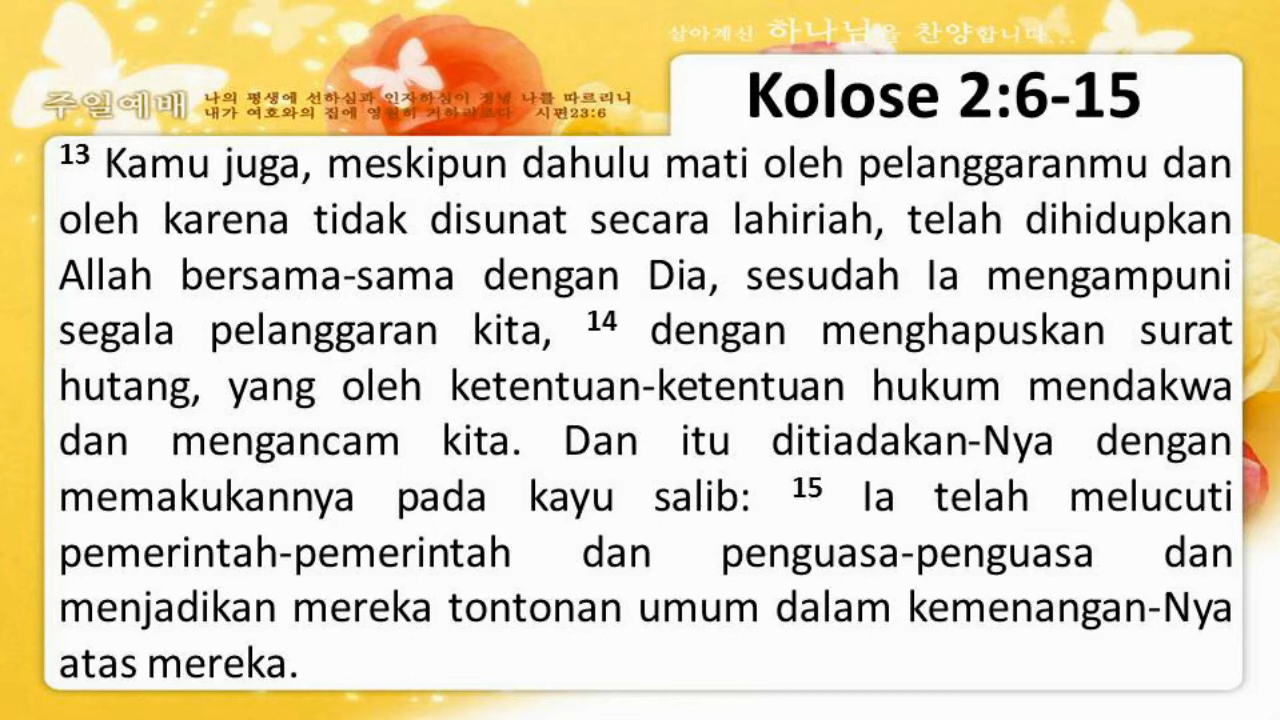 살아계신 하나님을 찬양합니다...
주일예배
나의 평생에 선하심과 인자하심이 정녕 나를 따르리니
내가 여호와의 집에 영원히 거하리로다 시편23:6
Kolose 2:6-15
13 Kamu juga, meskipun dahulu mati oleh pelanggaranmu dan
oleh karena tidak disunat secara lahiriah, telah dihidupkan
Allah bersama-sama dengan Dia, sesudah Ia mengampuni
segala pelanggaran kita, 14 dengan menghapuskan surat
hutang, yang oleh ketentuan-ketentuan hukum mendakwa
dan mengancam kita. Dan itu ditiadakan-Nya dengan
memakukannya pada kayu salib: 15 Ia telah melucuti
pemerintah-pemerintah dan penguasa-penguasa dan
menjadikan mereka tontonan umum dalam kemenangan-Nya
atas mereka.